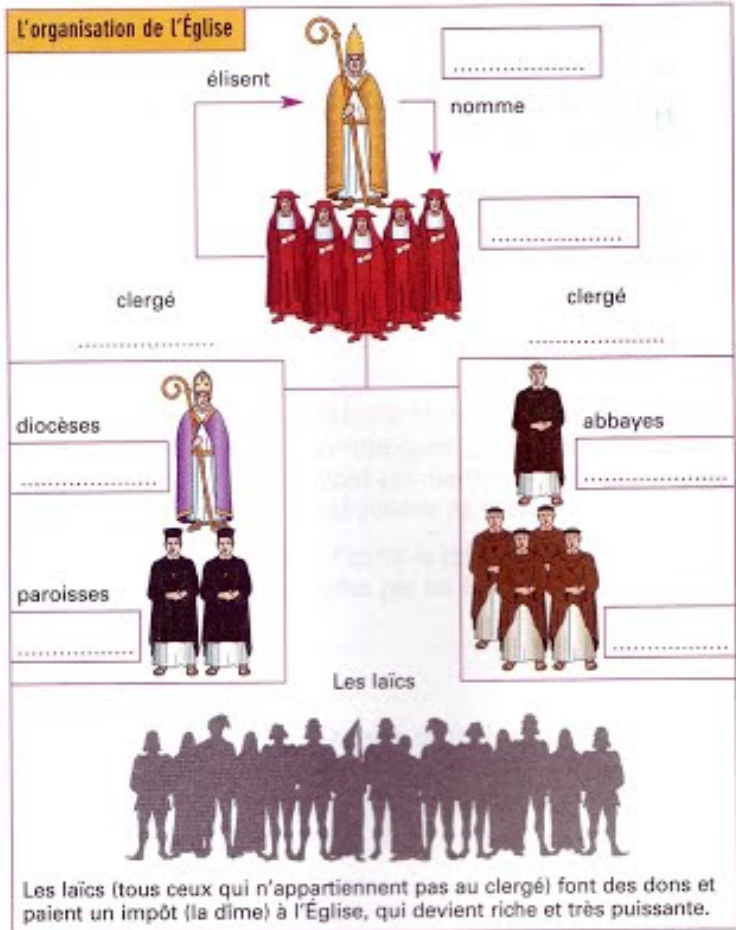 L'organisation de l'Église
élisent
nomme
clergé
clergé
diocèses
abbayes
paroisses
Les laïcs
Les laïcs (tous ceux qui n'appartiennent pas au clergé) font des dons et
paient un impôt (la dîme) à l'Église, qui devient riche et très puissante.